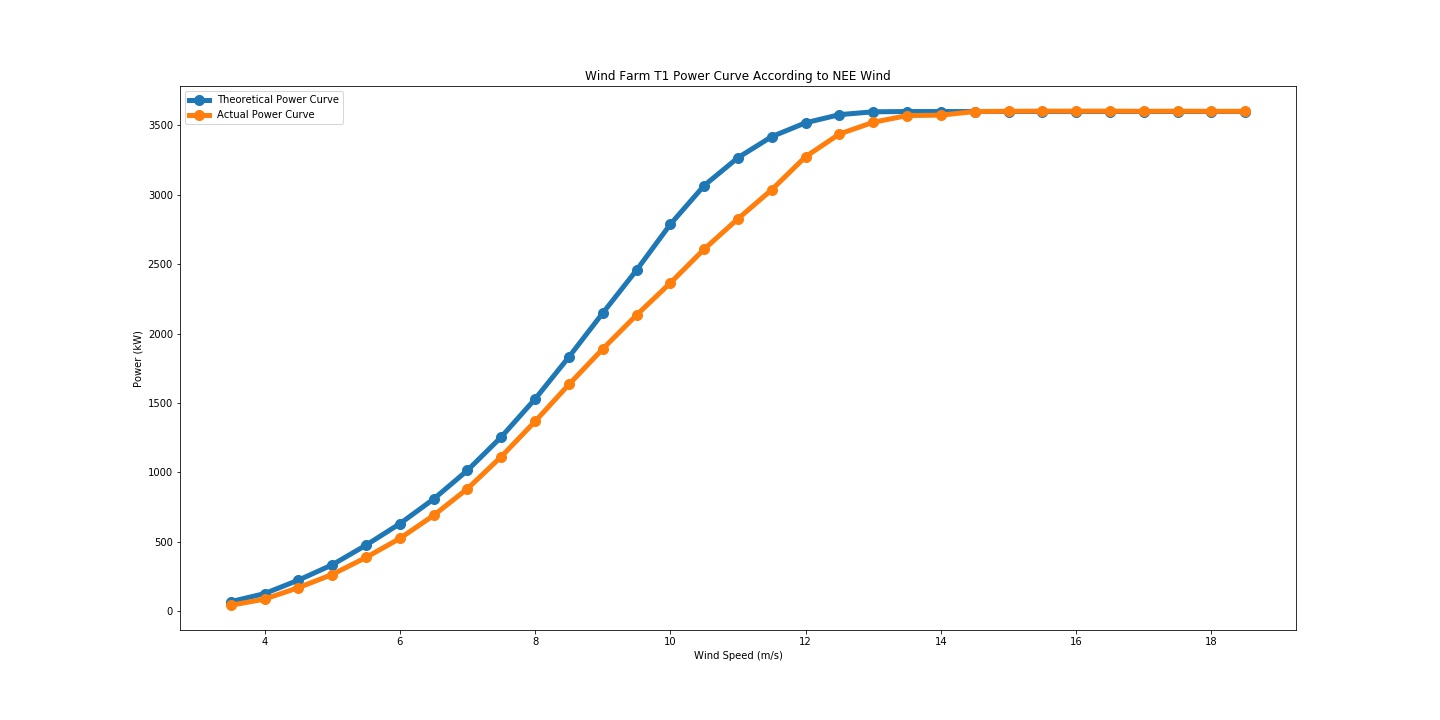 Wind Farm T1 Power Curve According to NEE Wind
Theoretical Power Curve
Actual Power Curve
3500
3000
2500
2000
1500
1000
500
0
Power (kW)
4 6 8 10 12 14 16 18
Wind Speed (m/s)